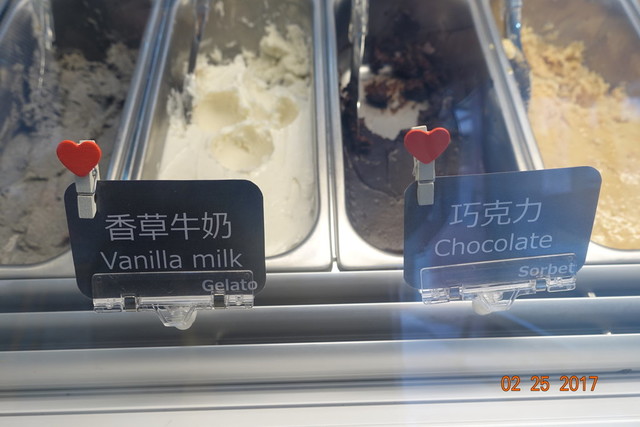 香草牛奶
Vanilla milk
Gelato
巧克力
Chocolate
Sorbet
02 25 2017